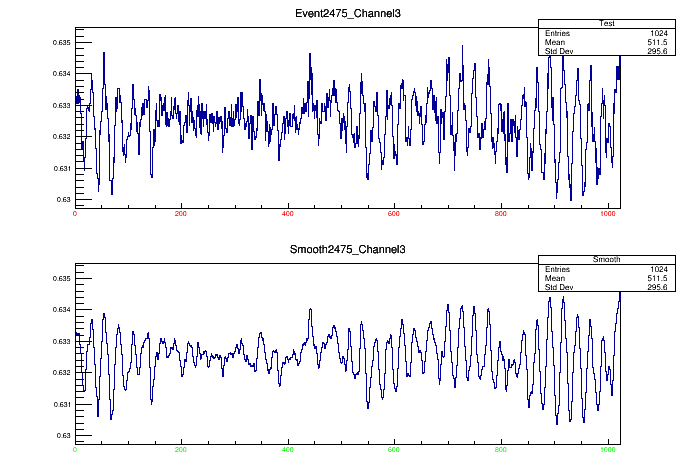 Event2475_Channel3
Test
Entries 1024
Mean 511.5
Std Dev 295.6
0.635
0.634
0.633
0.632
0.631
0.63
0 200 400 600 800 1000
Smooth2475_Channel3
Smooth
Entries 1024
Mean 511.5
Std Dev 295.6
0.635
0.634
0.633
0.632
0.631
0.63
0 200 400 600 800 1000